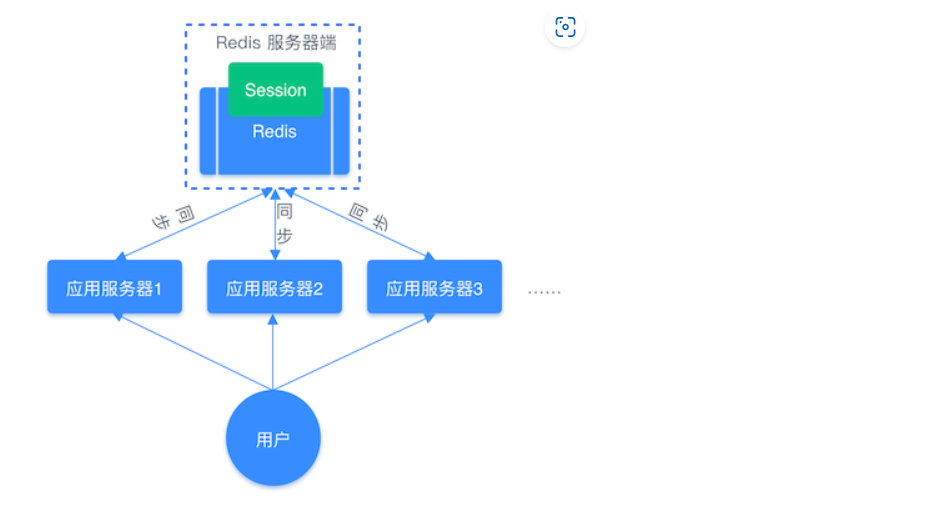 Redis 服务器端
Session
Redis
同步
同
步
同步
应用服务器1
应用服务器2
应用服务器3
……
用户